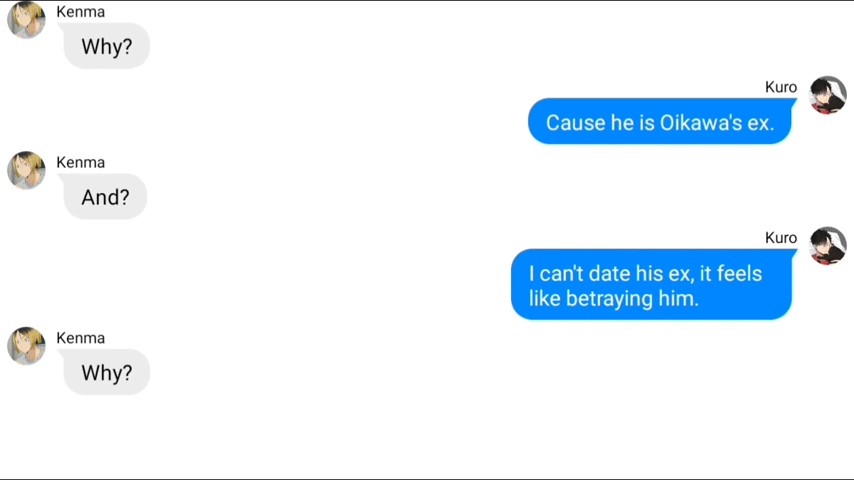 Kenma
Why?
Kuro
Cause he is Oikawa's ex.
Kenma
And?
Kuro
I can't date his ex, it feels
like betraying him.
Kenma
Why?